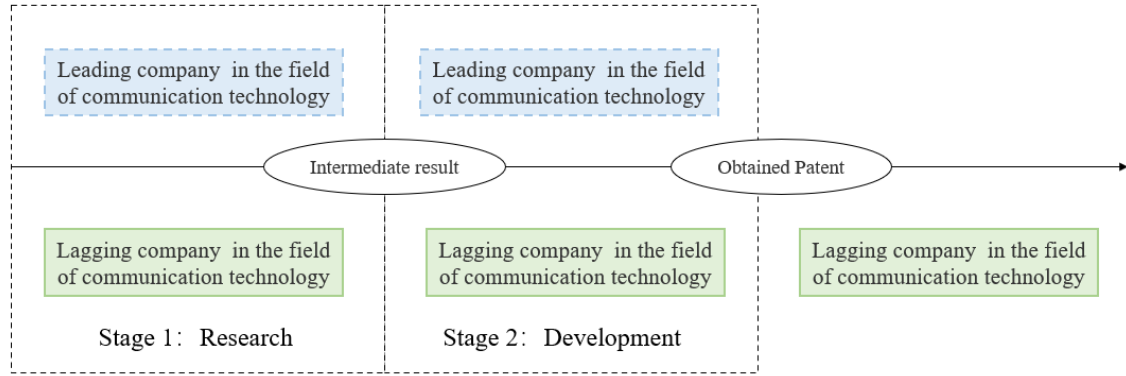 Leading company in the field
of communication technology
Leading company in the field
of communication technology
Intermediate result
Obtained Patent
Lagging company in the field
of communication technology
Lagging company in the field
of communication technology
Lagging company in the field
of communication technology
Stage 1： Research
Stage 2： Development